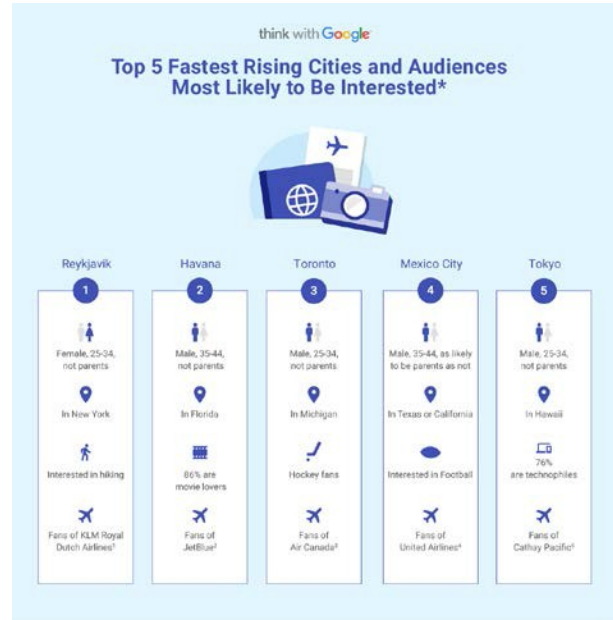 think with Google
Top 5 Fastest Rising Cities and Audiences
Most Likely to Be Interested*
Reykjavik
1
Female, 25-34,
not parents
In New York
Interested in hiking
Fans of KLM Royal
Dutch Airlines¹
Havana
2
Male, 35-44,
not parents
In Florida
86% are
movie lovers
Fans of
JetBlue²
Toronto
3
Male, 25-34,
not parents
In Michigan
Hockey fans
Fans of
Air Canada³
Mexico City
4
Male, 35-44, as likely
to be parents as not
In Texas or California
Interested in Football
Fans of
United Airlines⁴
Tokyo
5
Male, 25-34,
not parents
In Hawaii
76%
are technophiles
Fans of
Cathay Pacific⁵